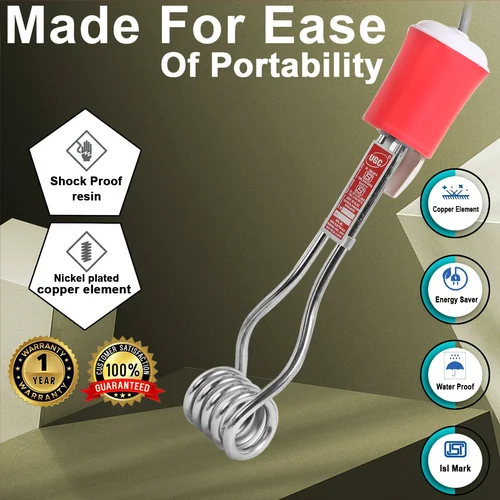 Made For Ease
Of Portability
Shock Proof
resin
Nickel plated
copper element
WARRANTY
1
YEAR
WARRANTY
CUSTOMER SATISFACTION
100%
GUARANTEED
UGC
Copper Element
Energy Saver
Water Proof
IsI Mark